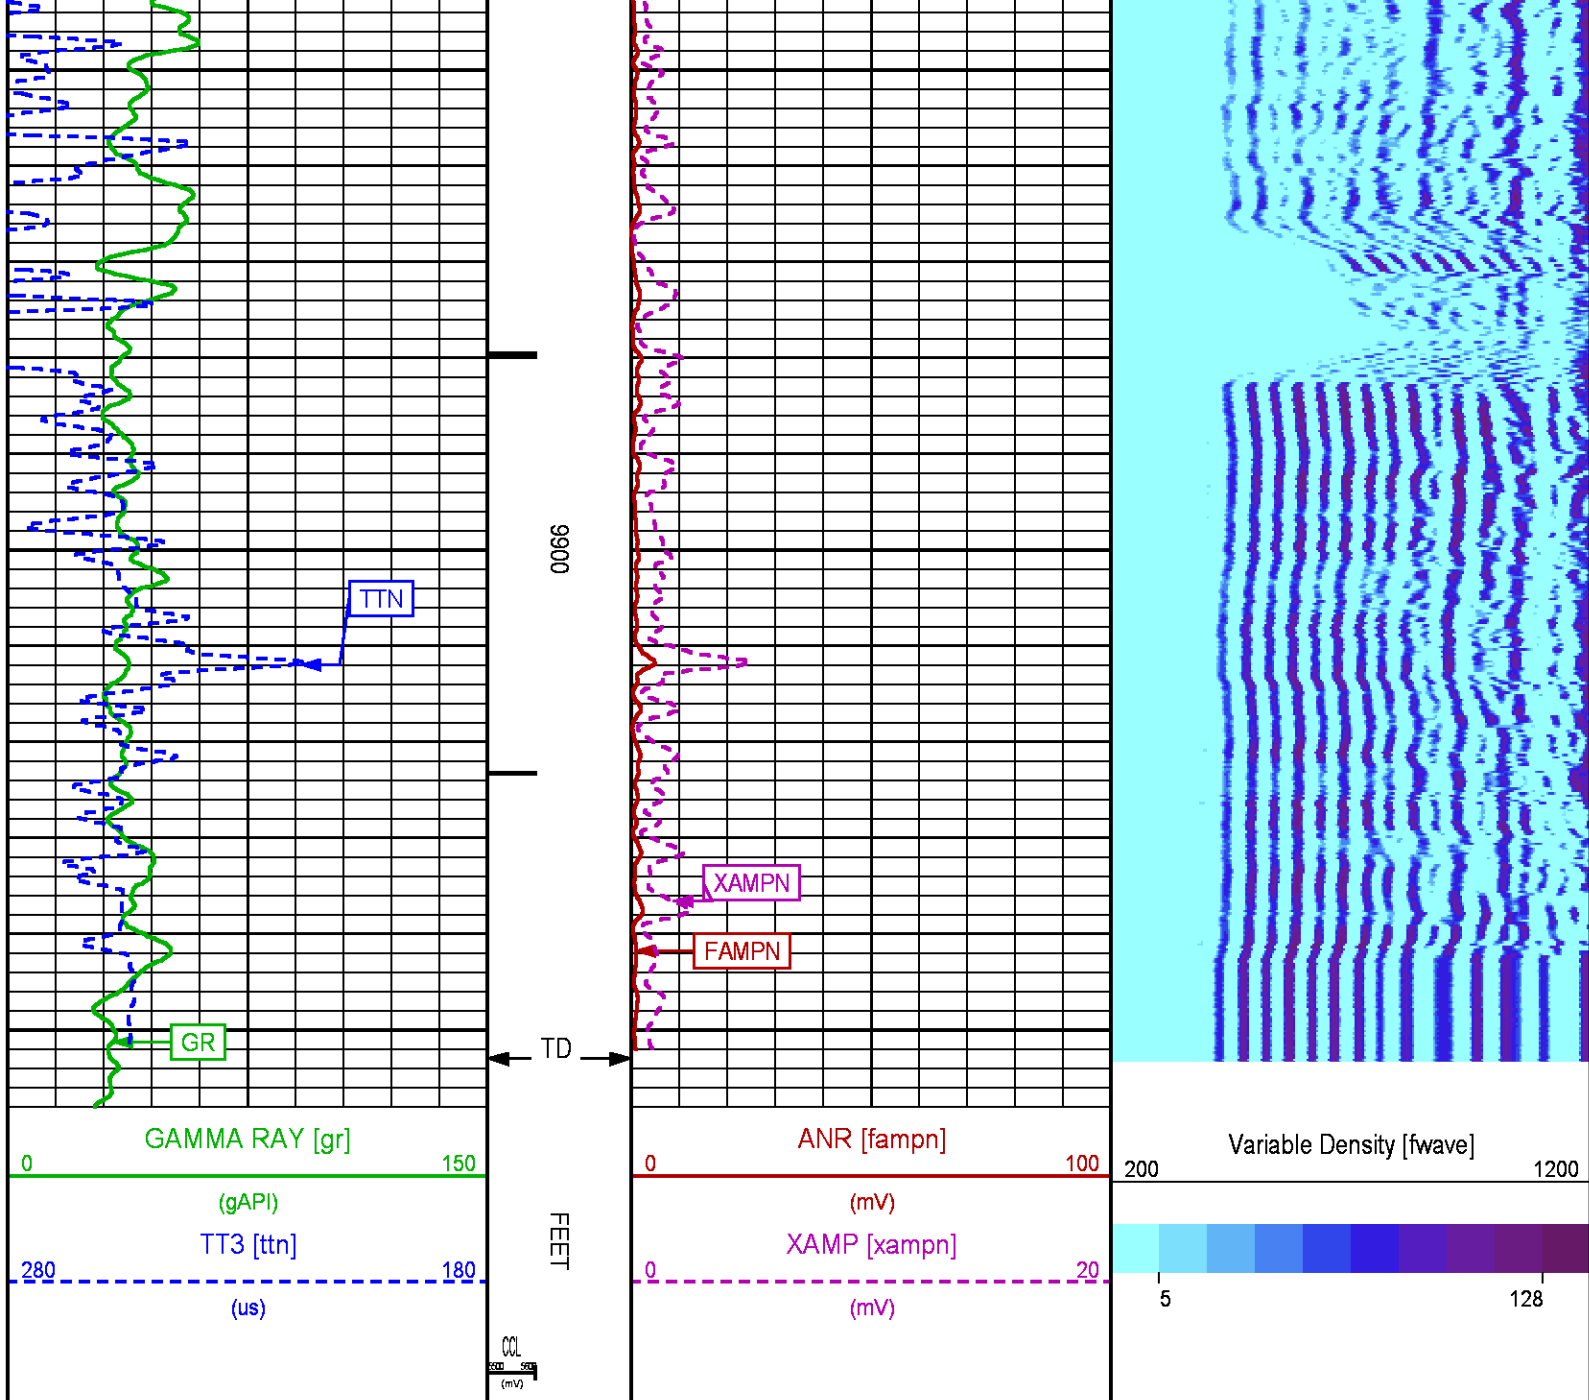 9900
TTN
XAMPN
FAMPN
GR
TD
GAMMA RAY [gr]
0 150
(gAPI)
TT3 [ttn]
280 180
(us)
FEET
CCL
(mV)
ANR [fampn]
0 100
(mV)
XAMP [xampn]
0 20
(mV)
Variable Density [fwave]
200 1200
5 128